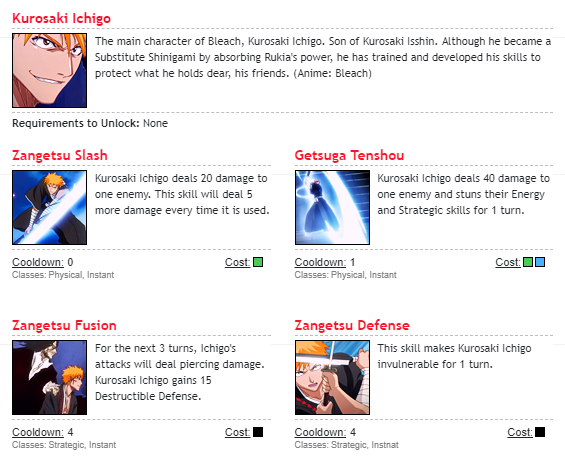 Kurosaki Ichigo
The main character of Bleach, Kurosaki Ichigo. Son of Kurosaki Isshin. Although he became a
Substitute Shinigami by absorbing Rukia's power, he has trained and developed his skills to
protect what he holds dear, his friends. (Anime: Bleach)
Requirements to Unlock: None
Zangetsu Slash
Kurosaki Ichigo deals 20 damage to
one enemy. This skill will deal 5
more damage every time it is used.
Cooldown: 0
Cost:
Classes: Physical, Instant
Getsuga Tenshou
Kurosaki Ichigo deals 40 damage to
one enemy and stuns their Energy
and Strategic skills for 1 turn.
Cooldown: 1
Cost:
Classes: Physical, Instant
Zangetsu Fusion
For the next 3 turns, Ichigo's
attacks will deal piercing damage.
Kurosaki Ichigo gains 15
Destructible Defense.
Cooldown: 4
Cost:
Classes: Strategic, Instant
Zangetsu Defense
This skill makes Kurosaki Ichigo
invulnerable for 1 turn.
Cooldown: 4
Cost:
Classes: Strategic, Instnat